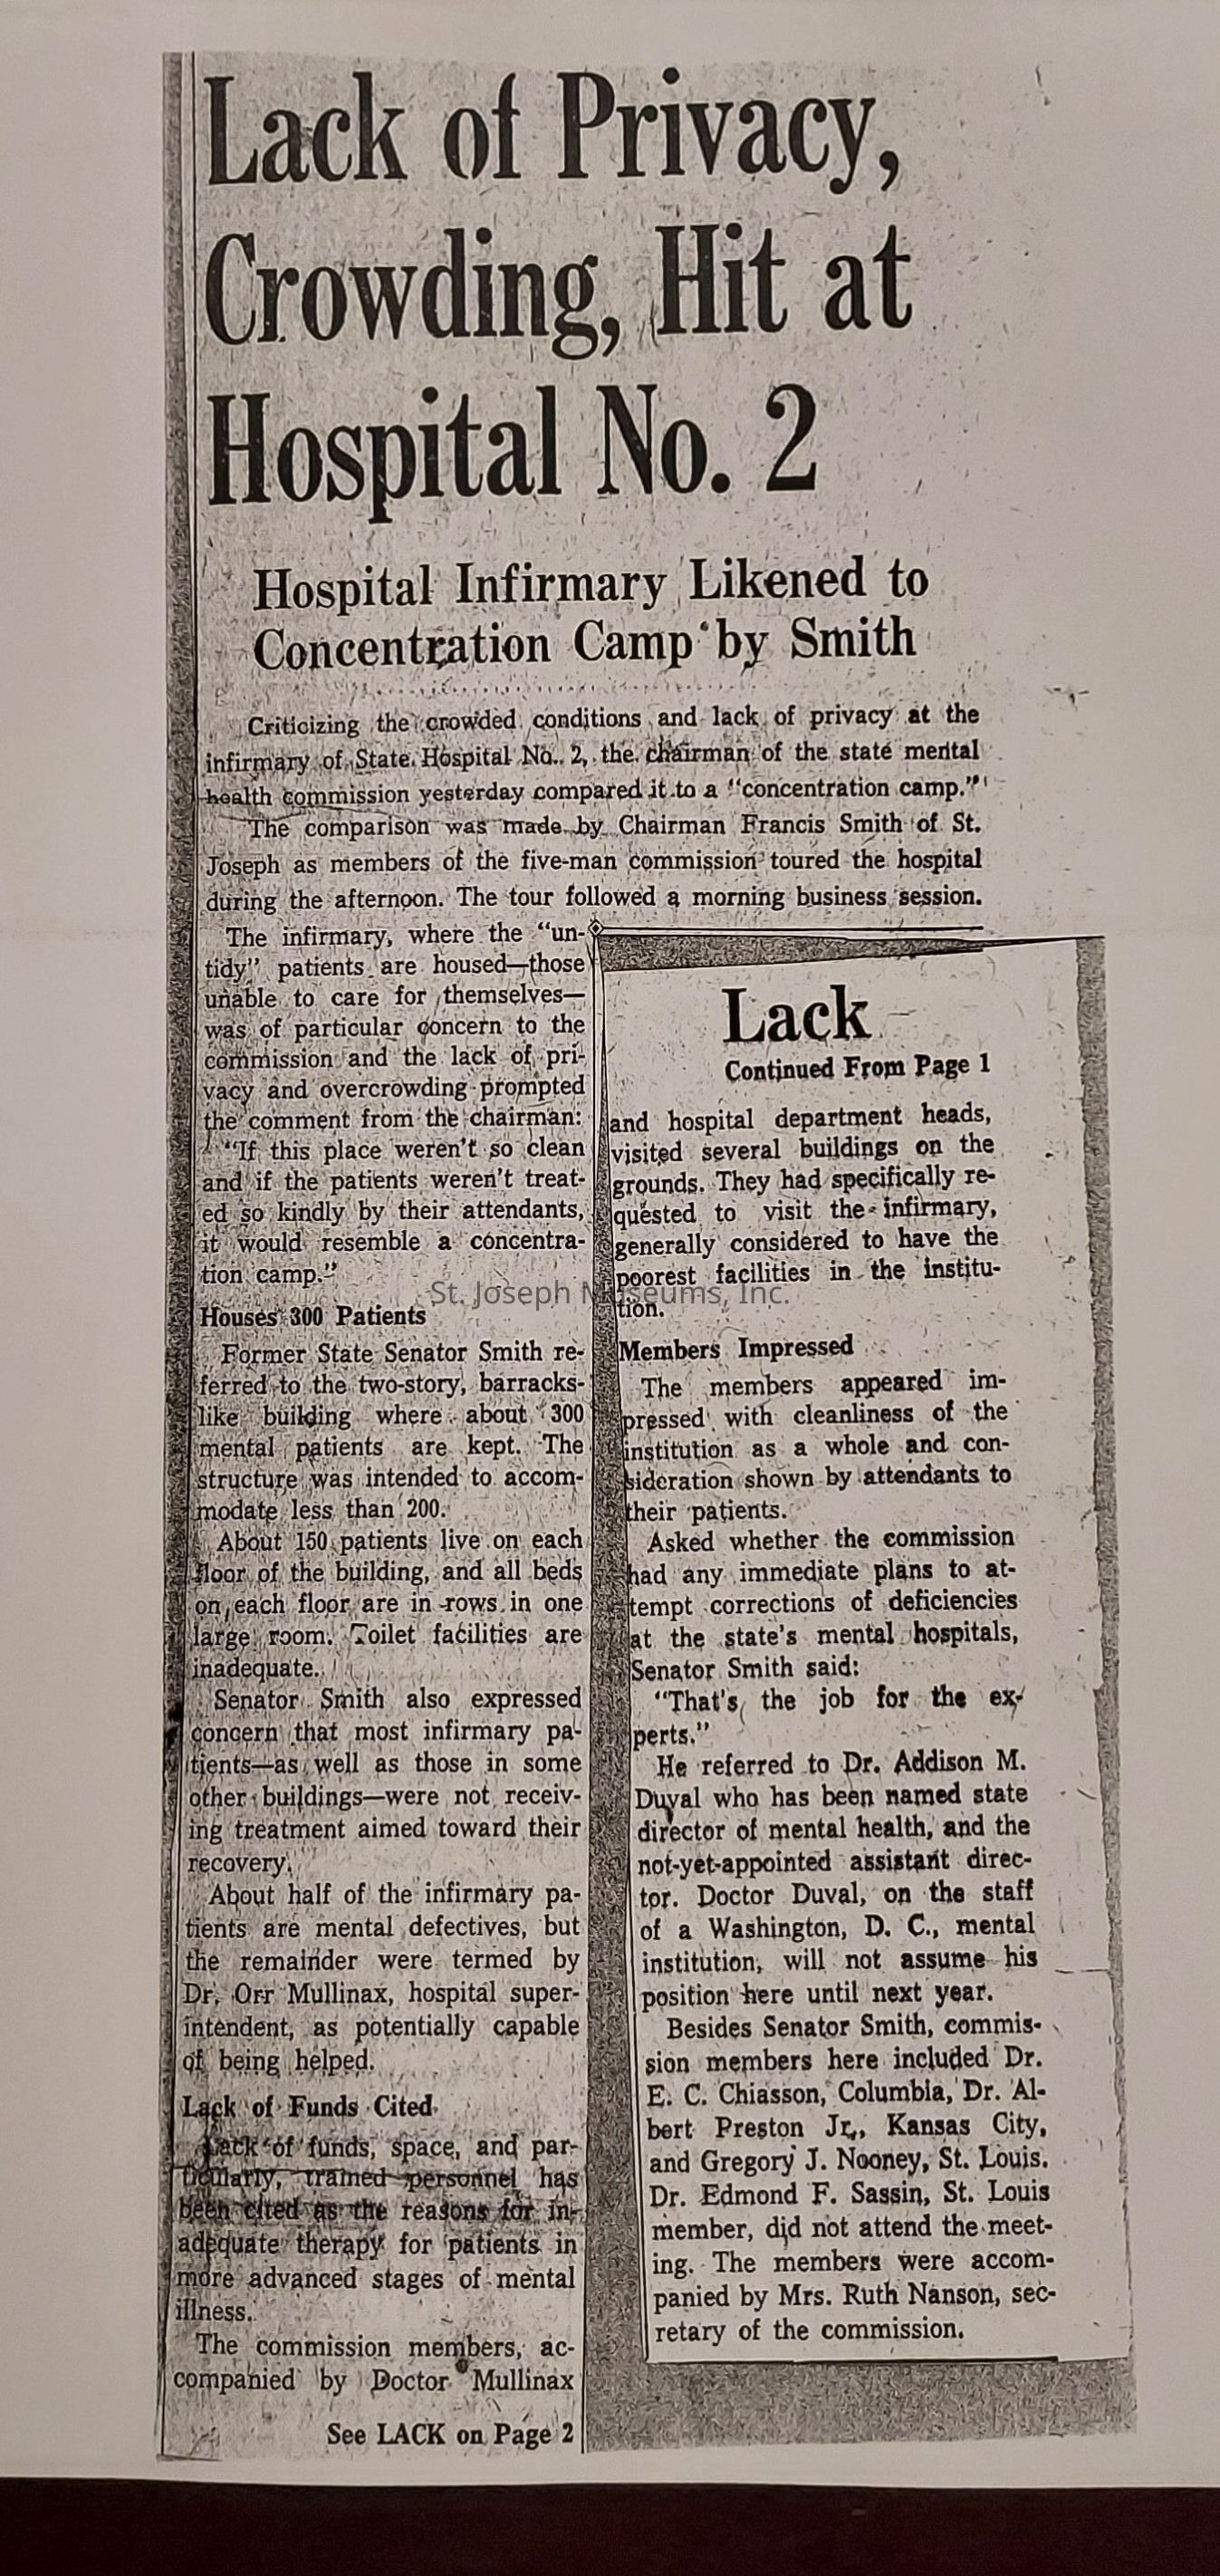 Lack of Privacy,
Crowding, Hit at
Hospital No. 2
Hospital Infirmary Likened to
Concentration Camp by Smith
Criticizing the crowded conditions and lack of privacy at the
infirmary of State Hospital No. 2, the chairman of the state mental
health commission yesterday compared it to a "concentration camp."
The comparison was made by Chairman Francis Smith of St.
Joseph as members of the five-man commission toured the hospital
during the afternoon. The tour followed a morning business session.
The infirmary, where the "un-
tidy" patients are housed—those
unable to care for themselves—
was of particular concern to the
commission and the lack of pri-
vacy and overcrowding prompted
the comment from the chairman:
"If this place weren't so clean
and if the patients weren't treat-
ed so kindly by their attendants,
it would resemble a concentra-
tion camp."
Houses 300 Patients
Former State Senator Smith re-
ferred to the two-story, barracks-
like building where about 300
mental patients are kept. The
structure was intended to accom-
modate less than 200.
About 150 patients live on each
floor of the building, and all beds
on each floor are in rows in one
large room. Toilet facilities are
inadequate.
Senator Smith also expressed
concern that most infirmary pa-
tients—as well as those in some
other buildings—were not receiv-
ing treatment aimed toward their
recovery.
About half of the infirmary pa-
tients are mental defectives, but
the remainder were termed by
Dr. Orr Mullinax, hospital super-
intendent, as potentially capable
of being helped.
Lack of Funds Cited
Lack of funds, space, and par-
ticularly, trained personnel has
been cited as the reasons for in-
adequate therapy for patients in
more advanced stages of mental
illness.
The commission members, ac-
companied by Doctor Mullinax
See LACK on Page 2
Lack
Continued From Page 1
and hospital department heads,
visited several buildings on the
grounds. They had specifically re-
quested to visit the infirmary,
generally considered to have the
poorest facilities in the institu-
tion.
Members Impressed
The members appeared im-
pressed with cleanliness of the
institution as a whole and con-
sideration shown by attendants to
their patients.
Asked whether the commission
had any immediate plans to at-
tempt corrections of deficiencies
at the state's mental hospitals,
Senator Smith said:
"That's the job for the ex-
perts."
He referred to Dr. Addison M.
Duval who has been named state
director of mental health, and the
not-yet-appointed assistant direc-
tor. Doctor Duval, on the staff
of a Washington, D. C., mental
institution, will not assume his
position here until next year.
Besides Senator Smith, commis-
sion members here included Dr.
E. C. Chiasson, Columbia, Dr. Al-
bert Preston Jr., Kansas City,
and Gregory J. Nooney, St. Louis.
Dr. Edmond F. Sassin, St. Louis
member, did not attend the meet-
ing. The members were accom-
panied by Mrs. Ruth Nanson, sec-
retary of the commission.
St. Joseph Museums, Inc.